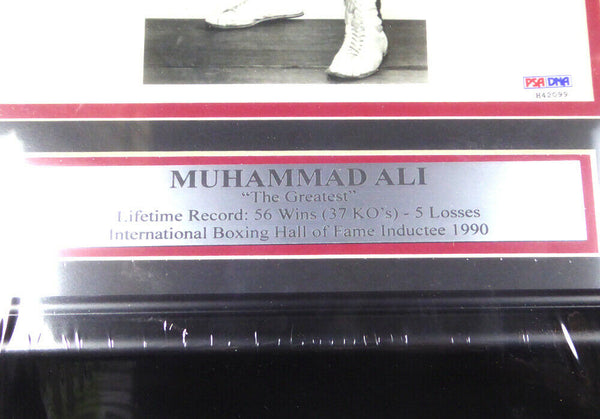 PSA DNA
H42099
MUHAMMAD ALI
"The Greatest"
Lifetime Record: 56 Wins (37 KO's) - 5 Losses
International Boxing Hall of Fame Inductee 1990